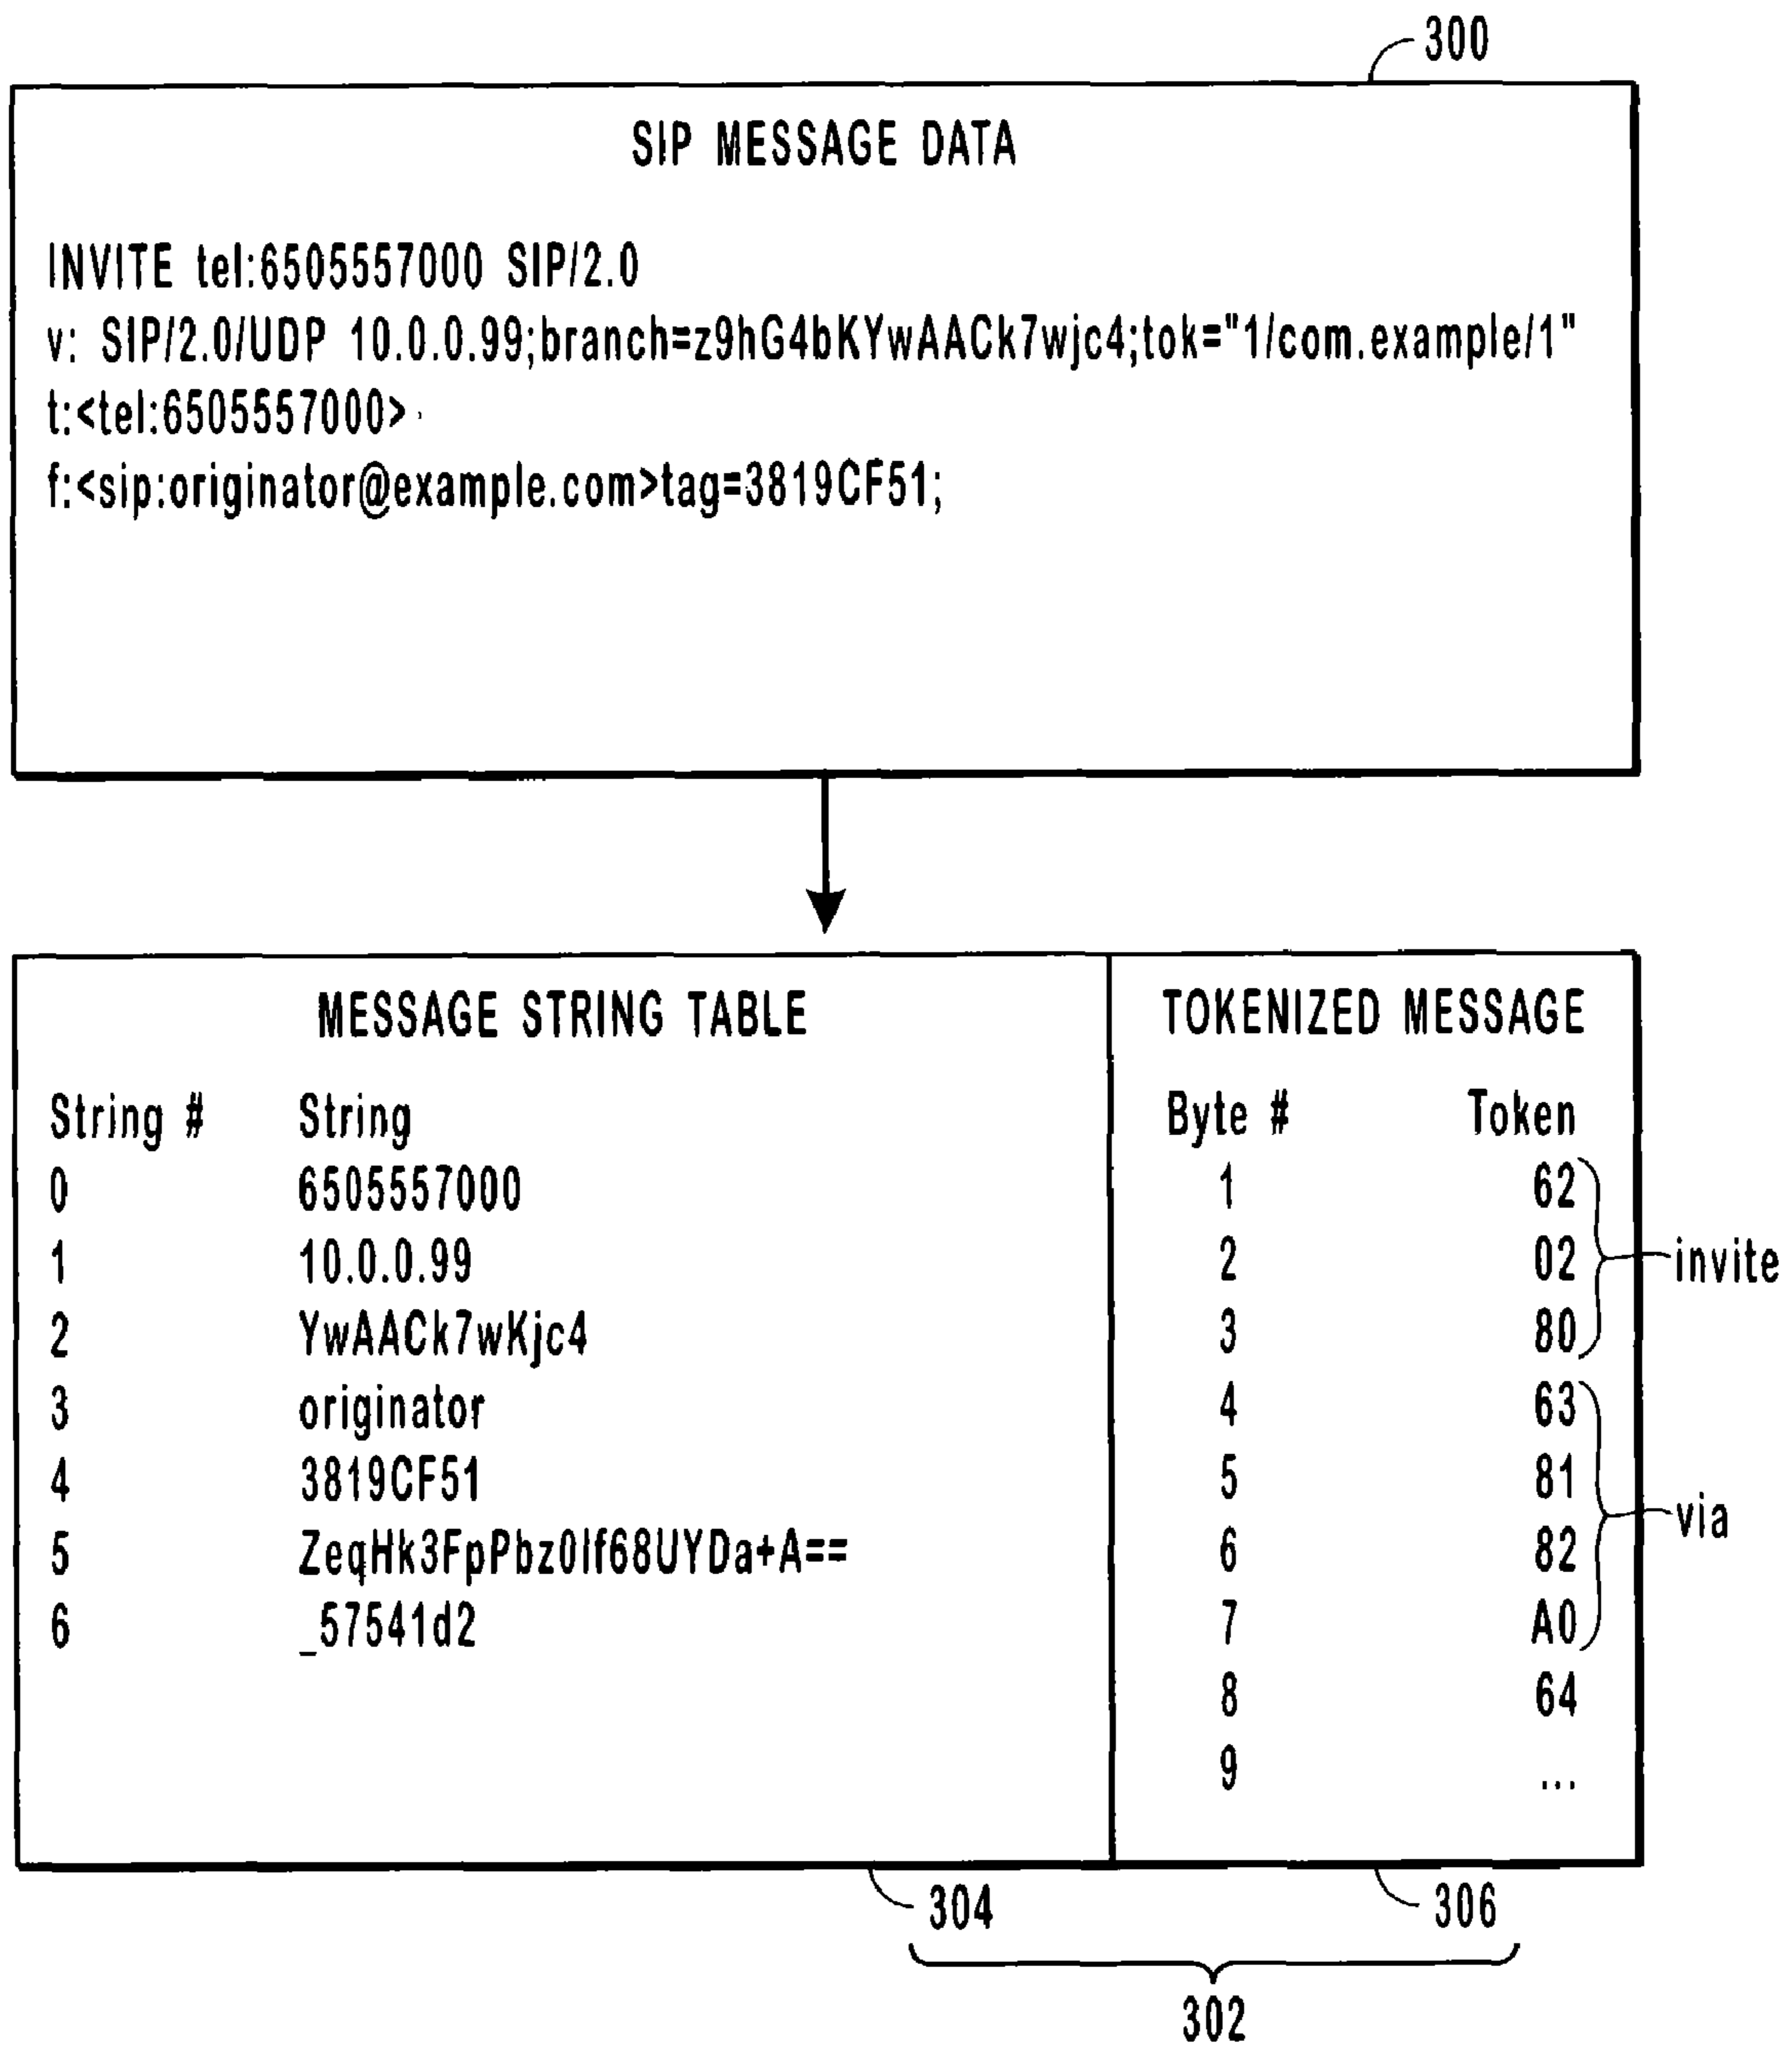 300
SIP MESSAGE DATA
INVITE tel:6505557000 SIP/2.0
v: SIP/2.0/UDP 10.0.0.99;branch=z9hG4bKYwAACk7wjc4;tok="1/com.example/1"
t:<tel:6505557000>
f:<sip:originator@example.com>tag=3819CF51;
MESSAGE STRING TABLE
String # String
0 6505557000
1 10.0.0.99
2 YwAACk7wKjc4
3 originator
4 3819CF51
5 ZeqHk3FpPbz0If68UYDa+A==
6 _57541d2
TOKENIZED MESSAGE
Byte # Token
1 62
2 02
3 80
4 63
5 81
6 82
7 A0
8 64
9 ...
invite
via
304
306
302